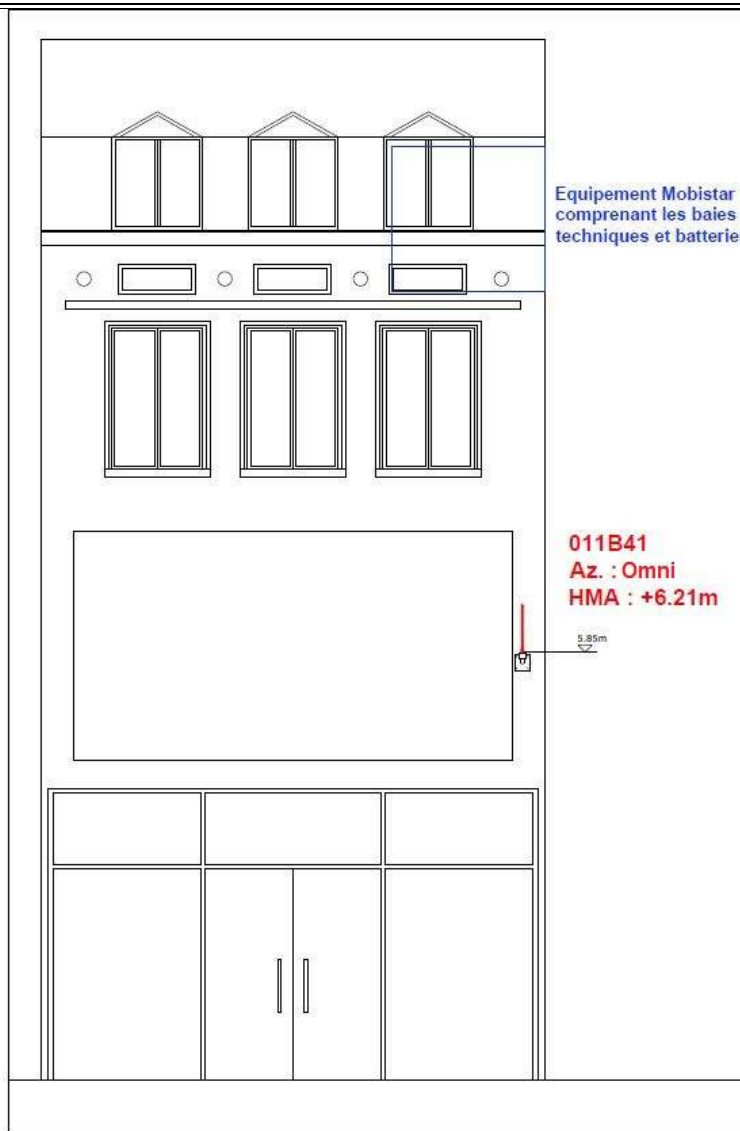 Equipement Mobistar
comprenant les baies
techniques et batterie
011B41
Az. : Omni
HMA : +6.21m
5.85m